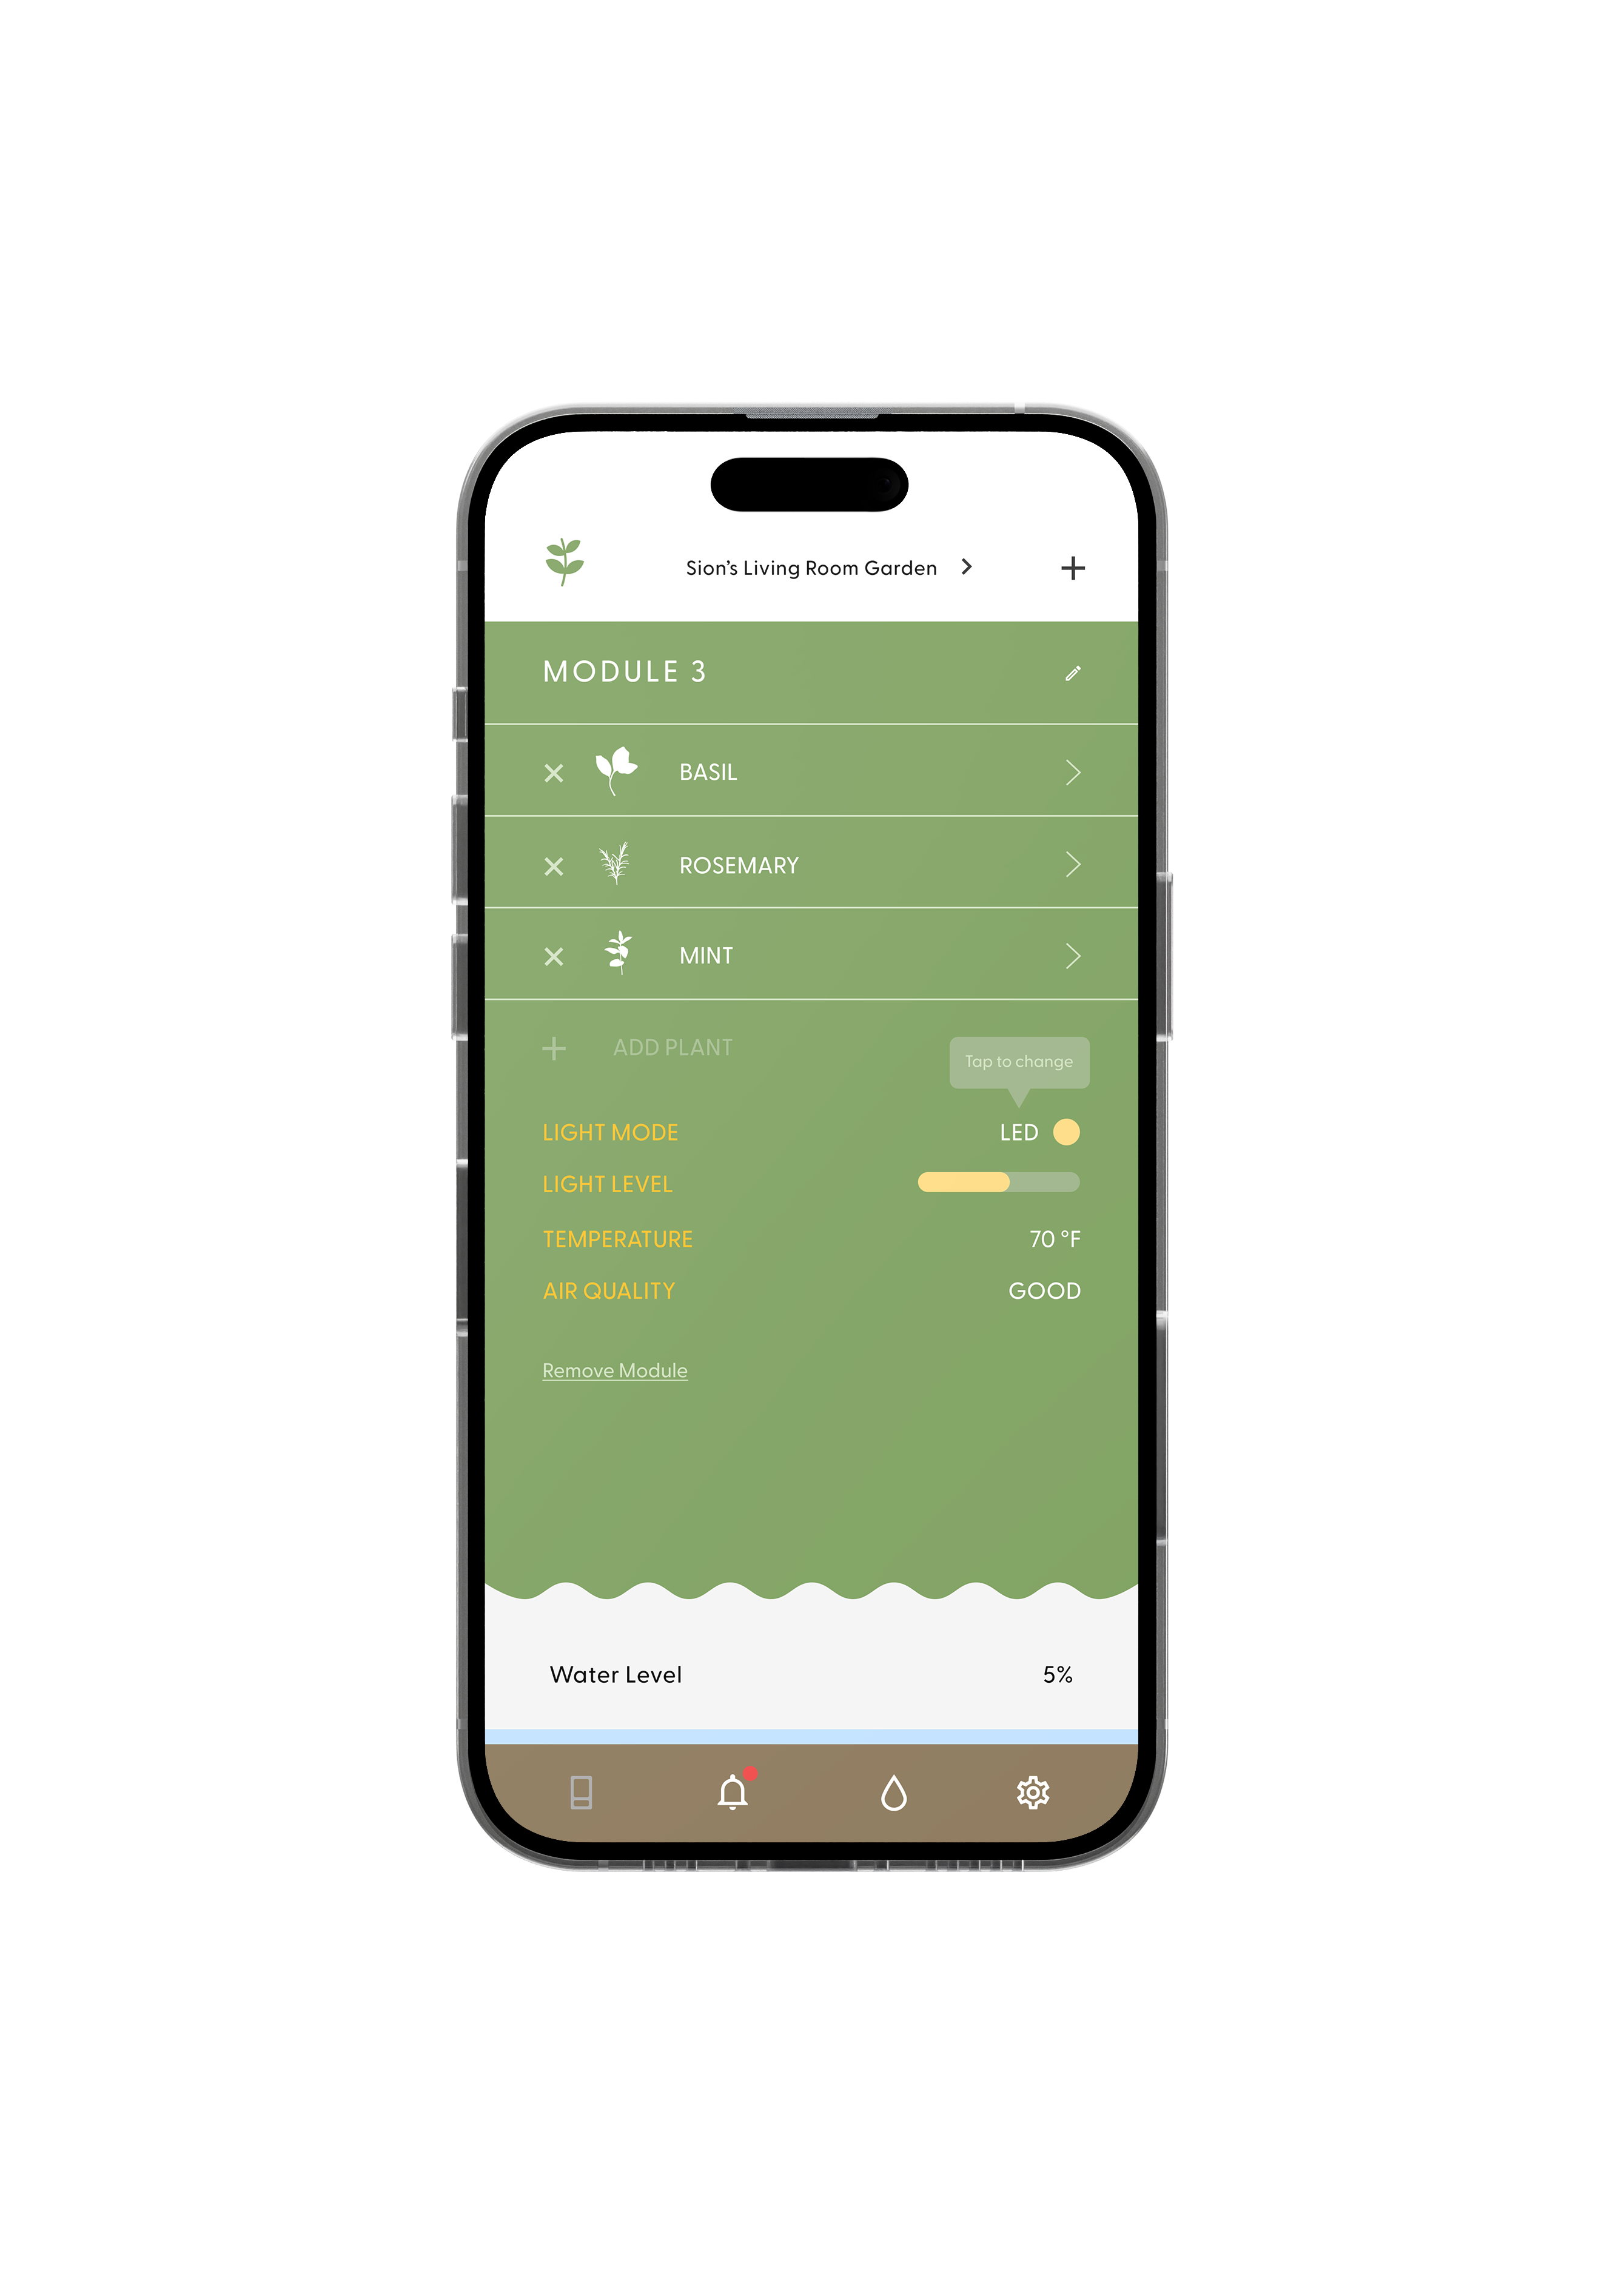 Sion’s Living Room Garden
MODULE 3
BASIL
ROSEMARY
MINT
ADD PLANT
Tap to change
LIGHT MODE LED
LIGHT LEVEL
TEMPERATURE 70 °F
AIR QUALITY GOOD
Remove Module
Water Level 5%